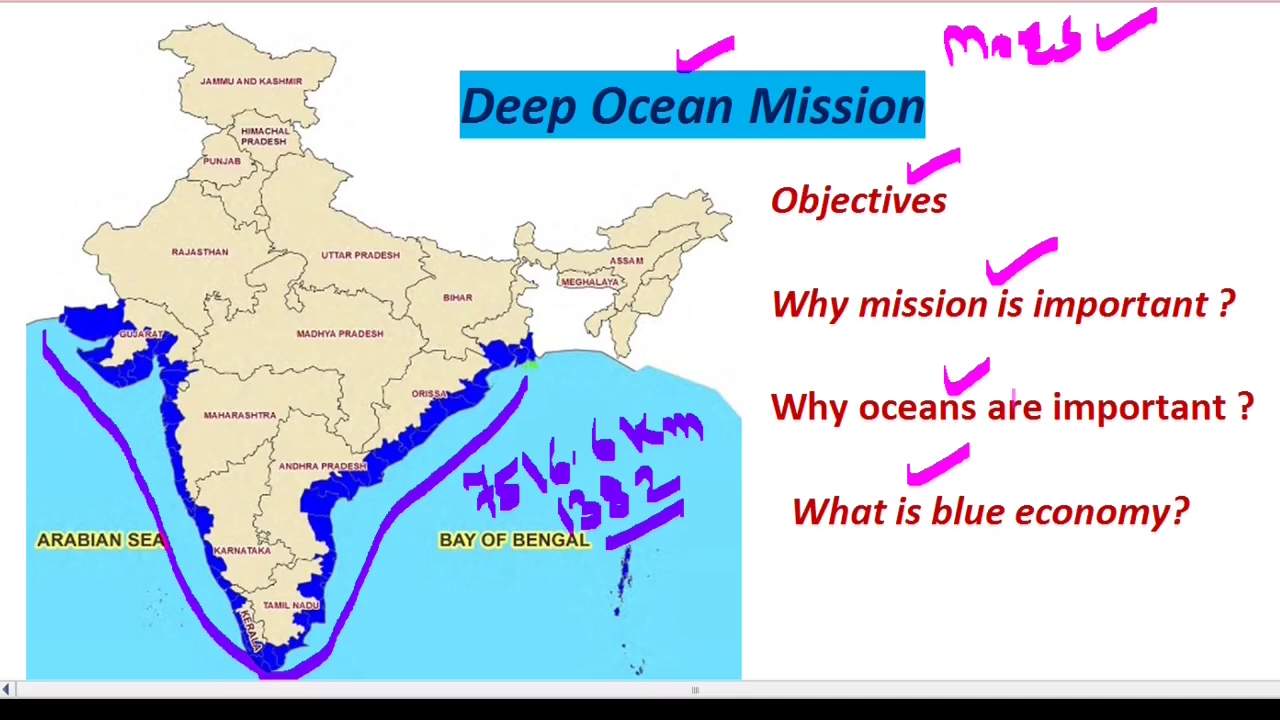 Deep Ocean Mission
Objectives
Why mission is important ?
Why oceans are important ?
What is blue economy?
JAMMU AND KASHMIR
HIMACHAL
PRADESH
PUNJAB
RAJASTHAN
UTTAR PRADESH
ASSAM
MEGHALAYA
BIHAR
GUJARAT
MADHYA PRADESH
ORISSA
MAHARASHTRA
ANDHRA PRADESH
7516.6 Km
1382
ARABIAN SEA
BAY OF BENGAL
KARNATAKA
TAMIL NADU
KERALA